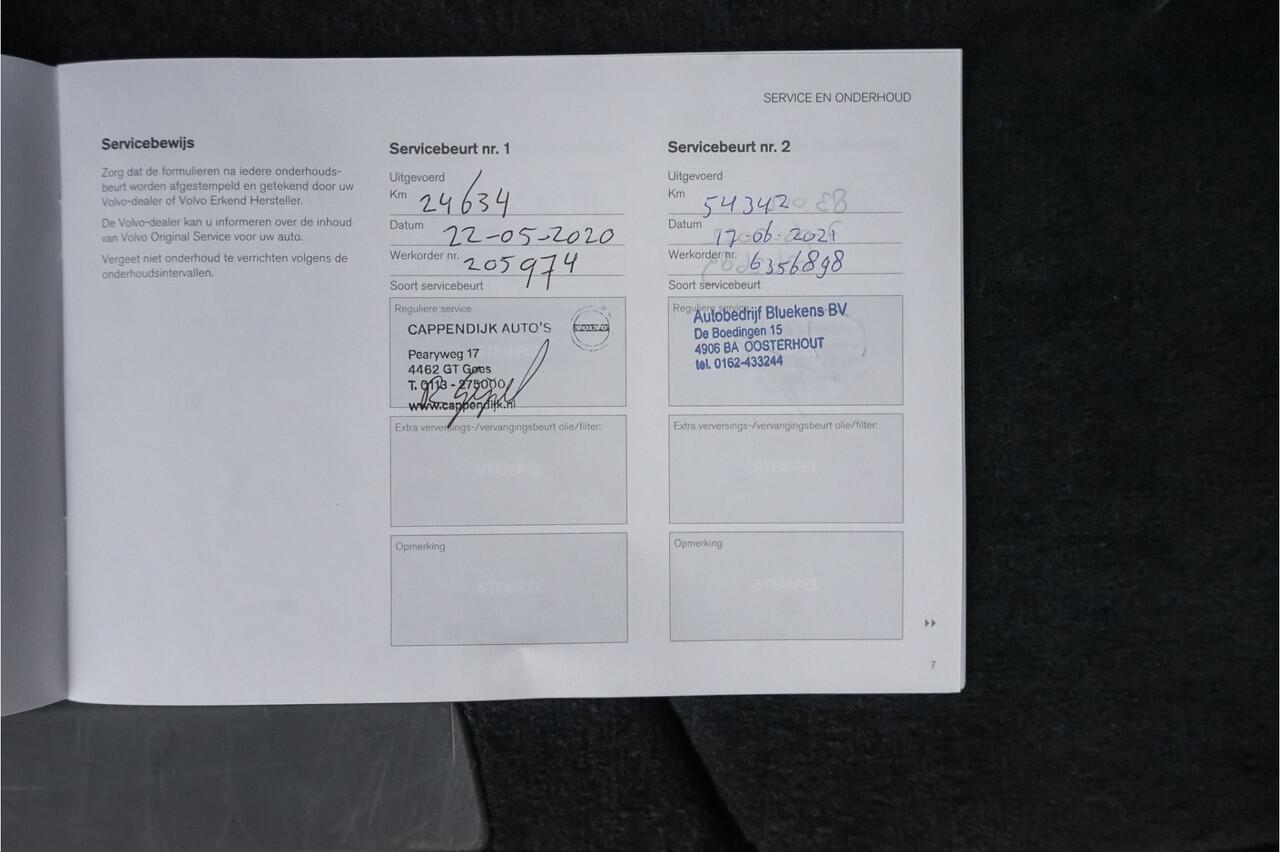 SERVICE EN ONDERHOUD
Servicebewijs
Zorg dat de formulieren na iedere onderhouds-
beurt worden afgestempeld en getekend door uw
Volvo-dealer of Volvo Erkend Hersteller.
De Volvo-dealer kan u informeren over de inhoud
van Volvo Original Service voor uw auto.
Vergeet niet onderhoud te verrichten volgens de
onderhoudsintervallen.
Servicebeurt nr. 1
Uitgevoerd
Km 24634
Datum 22-05-2020
Werkorder nr. 205974
Soort servicebeurt
Reguliere service
CAPPENDIJK AUTO'S
VOLVO
Pearyweg 17
4462 GT Goes
T. 0113 - 275000
www.cappendijk.nl
Extra verversings-/vervangingsbeurt olie/filter:
STEMPEL
Opmerking
STEMPEL
Servicebeurt nr. 2
Uitgevoerd
Km 54342
Datum 17-06-2021
Werkorder nr. 6356898
Soort servicebeurt
Reguliere service
Autobedrijf Bluekens BV
De Boedingen 15
4906 BA OOSTERHOUT
tel. 0162-433244
Extra verversings-/vervangingsbeurt olie/filter:
STEMPEL
Opmerking
STEMPEL
7